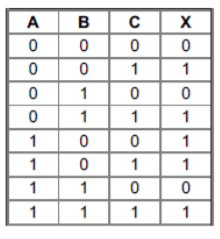 A B C X
0 0 0 0
0 0 1 1
0 1 0 0
0 1 1 1
1 0 0 1
1 0 1 1
1 1 0 0
1 1 1 1